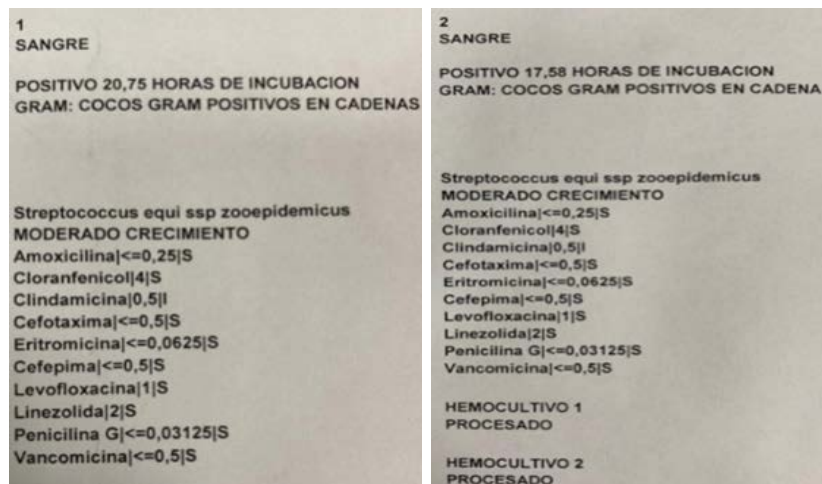 1
SANGRE
POSITIVO 20,75 HORAS DE INCUBACION
GRAM: COCOS GRAM POSITIVOS EN CADENAS
Streptococcus equi ssp zooepidemicus
MODERADO CRECIMIENTO
Amoxicilina|<=0,25|S
Cloranfenicol|4|S
Clindamicina|0,5|I
Cefotaxima|<=0,5|S
Eritromicina|<=0,0625|S
Cefepima|<=0,5|S
Levofloxacina|1|S
Linezolida|2|S
Penicilina G|<=0,03125|S
Vancomicina|<=0,5|S
2
SANGRE
POSITIVO 17,58 HORAS DE INCUBACION
GRAM: COCOS GRAM POSITIVOS EN CADENA
Streptococcus equi ssp zooepidemicus
MODERADO CRECIMIENTO
Amoxicilina|<=0,25|S
Cloranfenicol|4|S
Clindamicina|0,5|I
Cefotaxima|<=0,5|S
Eritromicina|<=0,0625|S
Cefepima|<=0,5|S
Levofloxacina|1|S
Linezolida|2|S
Penicilina G|<=0,03125|S
Vancomicina|<=0,5|S
HEMOCULTIVO 1
PROCESADO
HEMOCULTIVO 2
PROCESADO